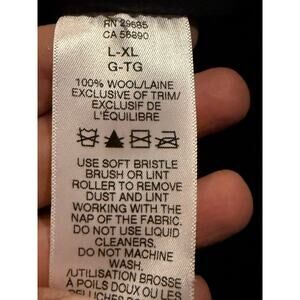 RN 29685
CA 56890
L-XL
G-TG
100% WOOL/LAINE
EXCLUSIVE OF TRIM/
EXCLUSIF DE
L'ÉQUILIBRE
USE SOFT BRISTLE
BRUSH OR LINT
ROLLER TO REMOVE
DUST AND LINT
WORKING WITH THE
NAP OF THE FABRIC.
DO NOT USE LIQUID
CLEANERS.
DO NOT MACHINE
WASH.
/UTILISATION BROSSE
À POILS DOUX OU
PELUCHES